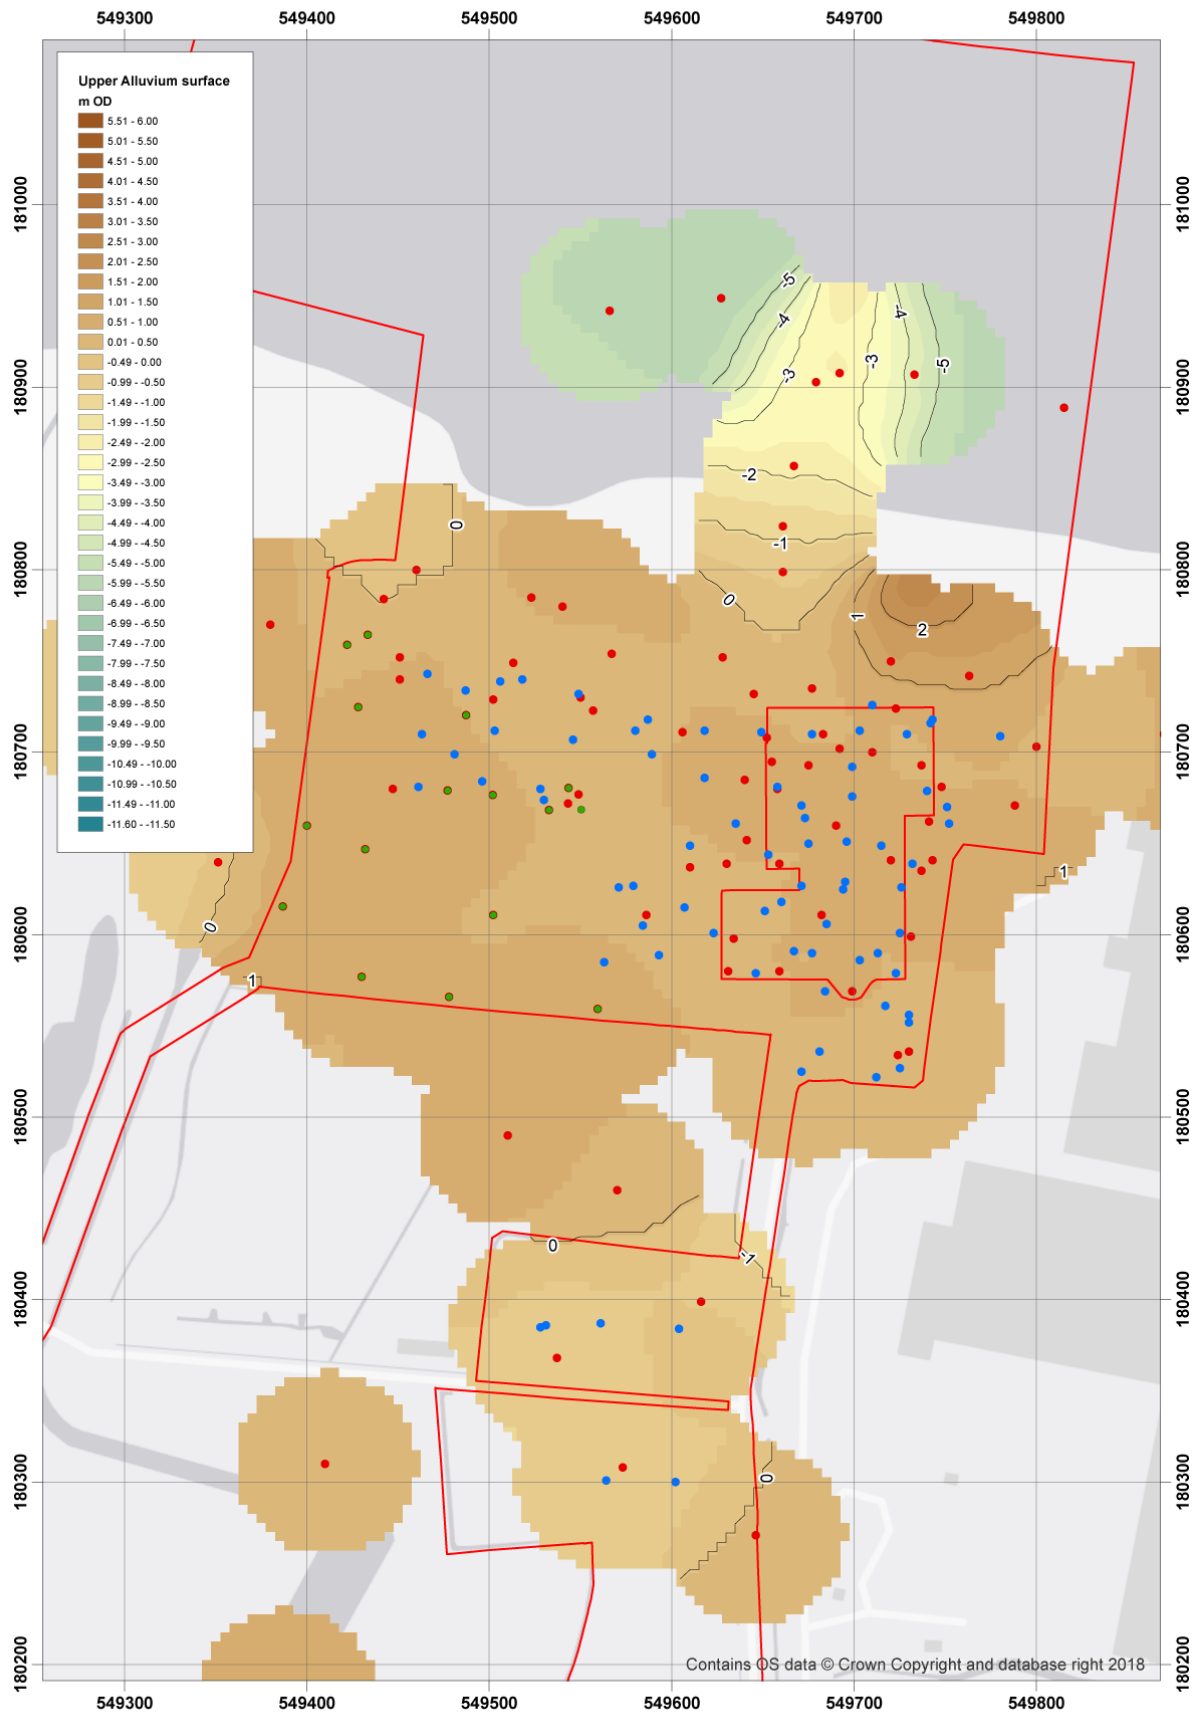 549300 549400 549500 549600 549700 549800
Upper Alluvium surface
m OD
5.51 - 6.00
5.01 - 5.50
4.51 - 5.00
4.01 - 4.50
3.51 - 4.00
3.01 - 3.50
2.51 - 3.00
2.01 - 2.50
1.51 - 2.00
1.01 - 1.50
0.51 - 1.00
0.01 - 0.50
-0.49 - 0.00
-0.99 - -0.50
-1.49 - -1.00
-1.99 - -1.50
-2.49 - -2.00
-2.99 - -2.50
-3.49 - -3.00
-3.99 - -3.50
-4.49 - -4.00
-4.99 - -4.50
-5.49 - -5.00
-5.99 - -5.50
-6.49 - -6.00
-6.99 - -6.50
-7.49 - -7.00
-7.99 - -7.50
-8.49 - -8.00
-8.99 - -8.50
-9.49 - -9.00
-9.99 - -9.50
-10.49 - -10.00
-10.99 - -10.50
-11.49 - -11.00
-11.60 - -11.50
181000 181000
-5
-4 -4
-3 -3 -5
180900 180900
-2
0
-1
180800 180800
0 1
2
180700 180700
1
0
180600 180600
1
180500 180500
0 -1
180400 180400
0
180300 180300
180200 180200
Contains OS data © Crown Copyright and database right 2018
549300 549400 549500 549600 549700 549800